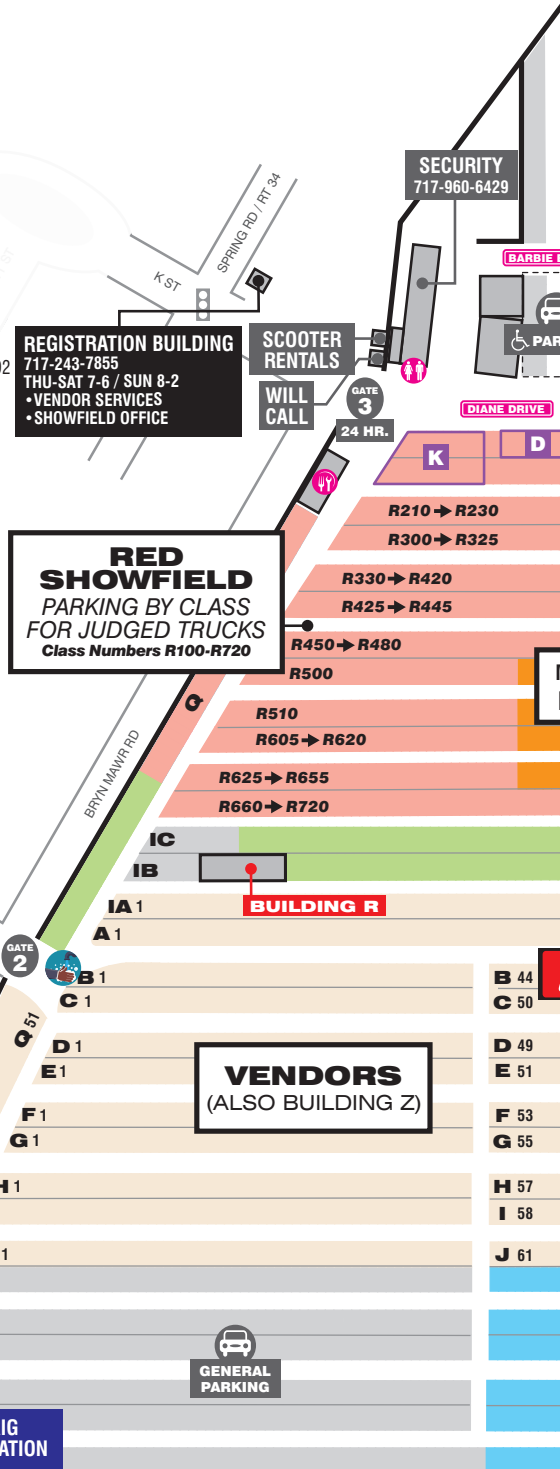 SECURITY
717-960-6429
SPRING RD / RT 34
K ST
BARBIE
REGISTRATION BUILDING
717-243-7855
THU-SAT 7-6 / SUN 8-2
•VENDOR SERVICES
•SHOWFIELD OFFICE
SCOOTER
RENTALS
WILL
CALL
GATE
3
24 HR.
PAR
DIANE DRIVE
K
D
R210 → R230
R300 → R325
RED
SHOWFIELD
PARKING BY CLASS
FOR JUDGED TRUCKS
Class Numbers R100-R720
R330 → R420
R425 → R445
R450 → R480
R500
Q
R510
R605 → R620
BRYN MAWR RD
R625 → R655
R660 → R720
IC
IB
IA 1
BUILDING R
A 1
GATE
2
B 1
B 44
C 1
C 50
Q 51
D 1
D 49
E 1
E 51
VENDORS
(ALSO BUILDING Z)
F 1
F 53
G 1
G 55
H 1
H 57
I 58
1
J 61
GENERAL
PARKING
IG
ATION